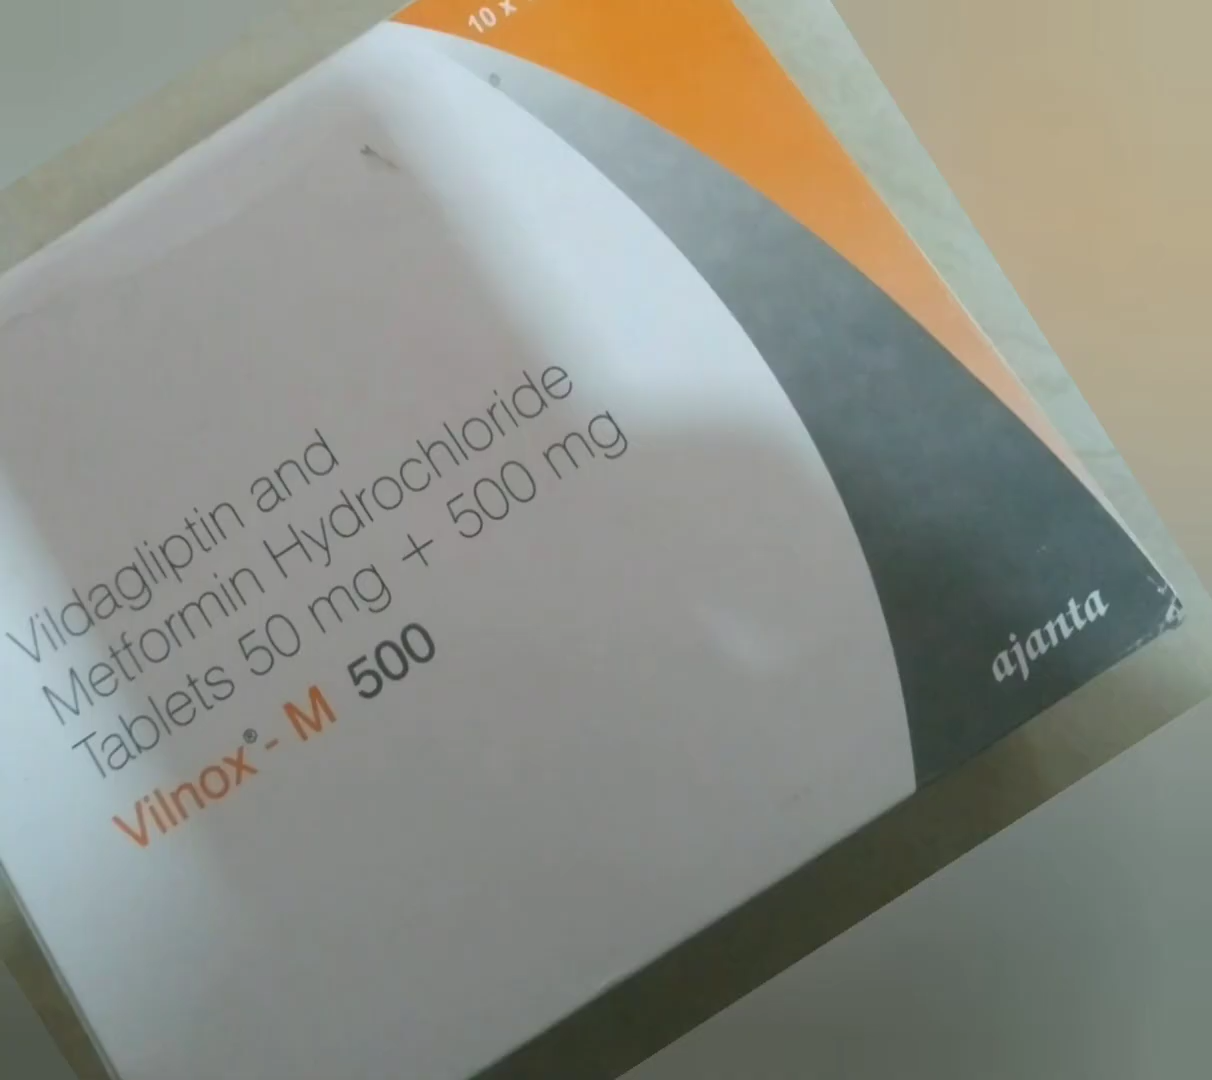 10 x
Vildagliptin and
Metformin Hydrochloride
Tablets 50 mg + 500 mg
Vilnox®- M 500
ajanta